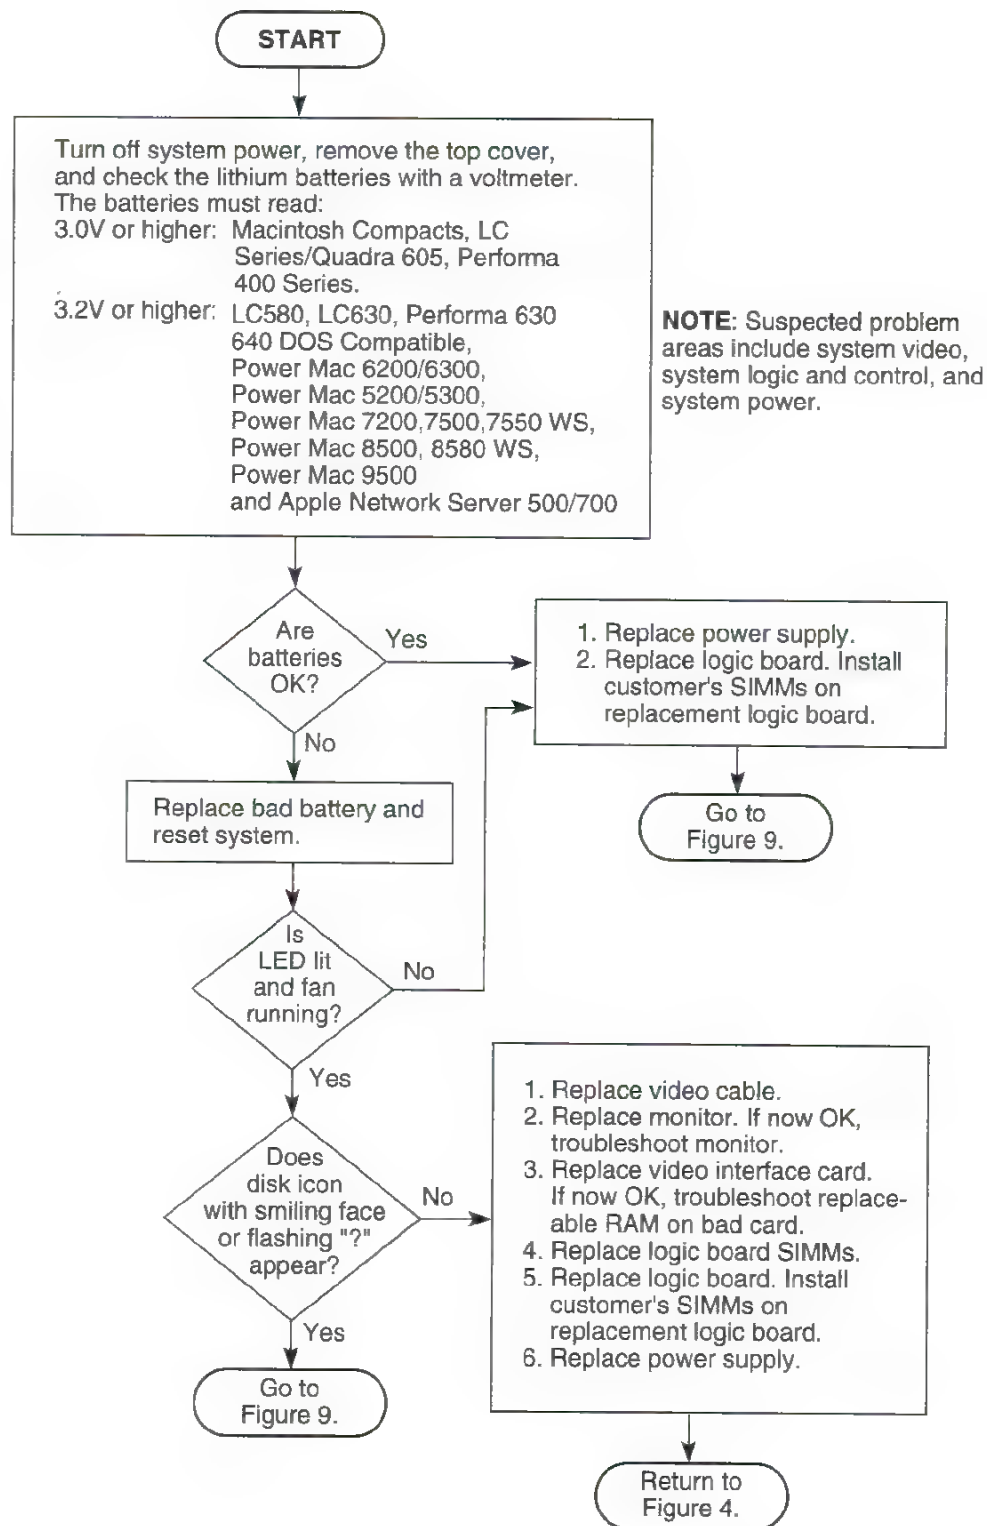 START
Turn off system power, remove the top cover,
and check the lithium batteries with a voltmeter.
The batteries must read:
3.0V or higher: Macintosh Compacts, LC
Series/Quadra 605, Performa
400 Series.
3.2V or higher: LC580, LC630, Performa 630
640 DOS Compatible,
Power Mac 6200/6300,
Power Mac 5200/5300,
Power Mac 7200,7500,7550 WS,
Power Mac 8500, 8580 WS,
Power Mac 9500
and Apple Network Server 500/700
NOTE: Suspected problem
areas include system video,
system logic and control, and
system power.
Are
batteries
OK?
Yes
No
1. Replace power supply.
2. Replace logic board. Install
customer's SIMMs on
replacement logic board.
Go to
Figure 9.
Replace bad battery and
reset system.
Is
LED lit
and fan
running?
No
Yes
Does
disk icon
with smiling face
or flashing "?"
appear?
No
Yes
1. Replace video cable.
2. Replace monitor. If now OK,
troubleshoot monitor.
3. Replace video interface card.
If now OK, troubleshoot replace-
able RAM on bad card.
4. Replace logic board SIMMs.
5. Replace logic board. Install
customer's SIMMs on
replacement logic board.
6. Replace power supply.
Go to
Figure 9.
Return to
Figure 4.